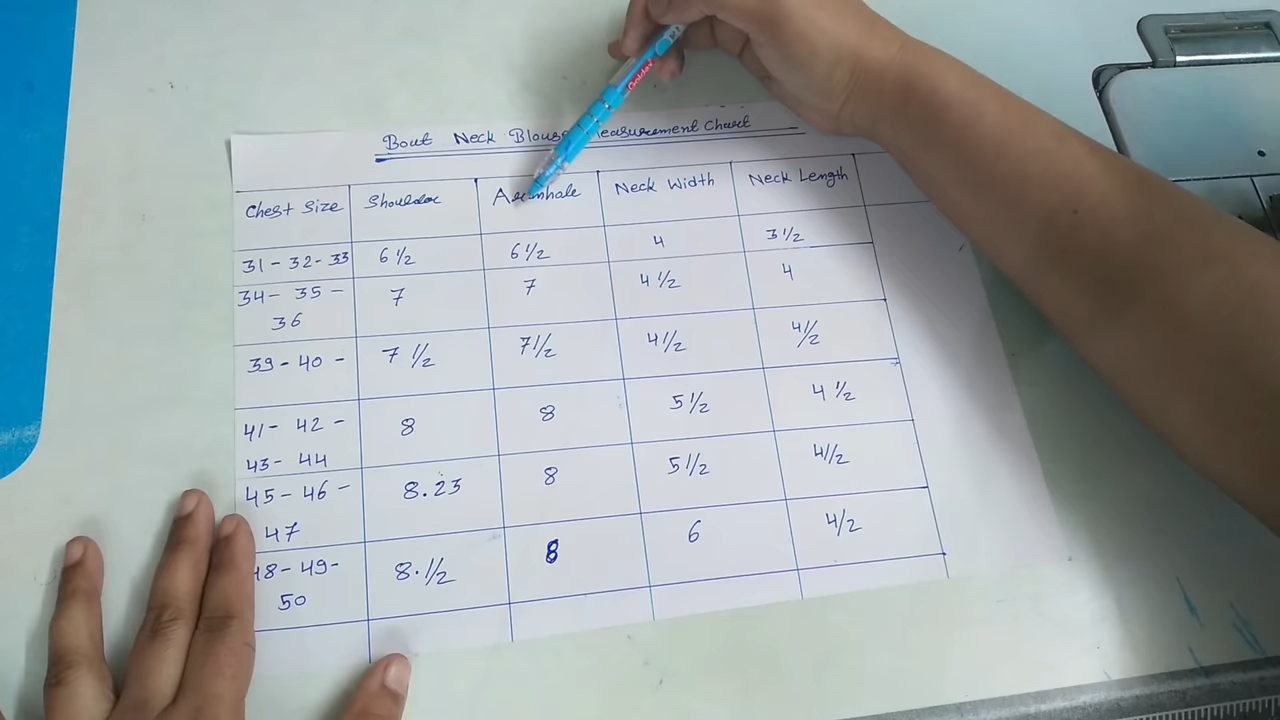 Bout Neck Blouse Measurement Chart
Chest Size Shoulder Armhole Neck Width Neck Length
31-32-33 6 1/2 6 1/2 4 3 1/2
34-35- 7 7 4 1/2 4
36
39-40- 7 1/2 7 1/2 4 1/2 4 1/2
41-42- 8 8 5 1/2 4 1/2
43-44
45-46- 8.23 8 5 1/2 4 1/2
47
48-49- 8.1/2 8 6 4/2
50